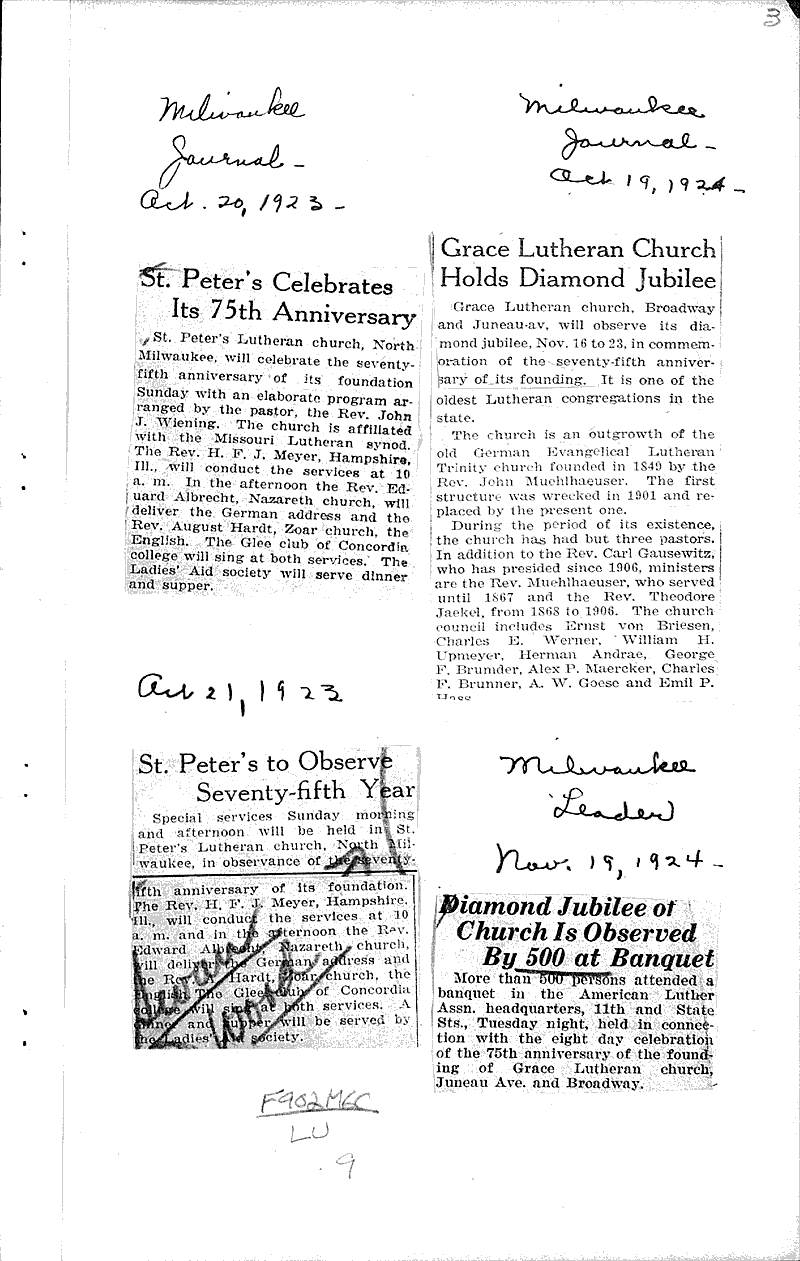 3
Milwaukee
Journal -
Oct. 20, 1923 -
St. Peter's Celebrates
Its 75th Anniversary
St. Peter's Lutheran church, North
Milwaukee, will celebrate the seventy-
fifth anniversary of its foundation
Sunday with an elaborate program ar-
ranged by the pastor, the Rev. John
J. Wiening. The church is affiliated
with the Missouri Lutheran synod.
The Rev. H. F. J. Meyer, Hampshire,
Ill., will conduct the services at 10
a. m. In the afternoon the Rev. Ed-
uard Albrecht, Nazareth church, will
deliver the German address and the
Rev. August Hardt, Zoar church, the
English. The Glee club of Concordia
college will sing at both services. The
Ladies' Aid society will serve dinner
and supper.
Oct 21, 1923
St. Peter's to Observe
Seventy-fifth Year
Special services Sunday morning
and afternoon will be held in St.
Peter's Lutheran church, North Mil-
waukee, in observance of the seventy-
fifth anniversary of its foundation.
The Rev. H. F. J. Meyer, Hampshire,
Ill., will conduct the services at 10
a. m. and in the afternoon the Rev.
Edward Albrecht, Nazareth church,
will deliver the German address and
the Rev. Hardt, Zoar church, the
English. The Glee club of Concordia
college will sing at both services. A
dinner and supper will be served by
the Ladies' Aid society.
F902M6C
LU
9
Milwaukee
Journal -
Oct 19, 1924 -
Grace Lutheran Church
Holds Diamond Jubilee
Grace Lutheran church, Broadway
and Juneau-av, will observe its dia-
mond jubilee, Nov. 16 to 23, in commem-
oration of the seventy-fifth anniver-
sary of its founding. It is one of the
oldest Lutheran congregations in the
state.
The church is an outgrowth of the
old German Evangelical Lutheran
Trinity church founded in 1849 by the
Rev. John Muehlhaeuser. The first
structure was wrecked in 1901 and re-
placed by the present one.
During the period of its existence,
the church has had but three pastors.
In addition to the Rev. Carl Gausewitz,
who has presided since 1906, ministers
are the Rev. Muehlhaeuser, who served
until 1867 and the Rev. Theodore
Jaekel, from 1868 to 1906. The church
council includes Ernst von Briesen,
Charles E. Werner, William H.
Upmeyer, Herman Andrae, George
F. Brumder, Alex P. Maercker, Charles
F. Brunner, A. W. Goese and Emil P.
Milwaukee
Leader
Nov. 19, 1924 -
Diamond Jubilee of
Church Is Observed
By 500 at Banquet
More than 500 persons attended a
banquet in the American Luther
Assn. headquarters, 11th and State
Sts., Tuesday night, held in connec-
tion with the eight day celebration
of the 75th anniversary of the found-
ing of Grace Lutheran church,
Juneau Ave. and Broadway.